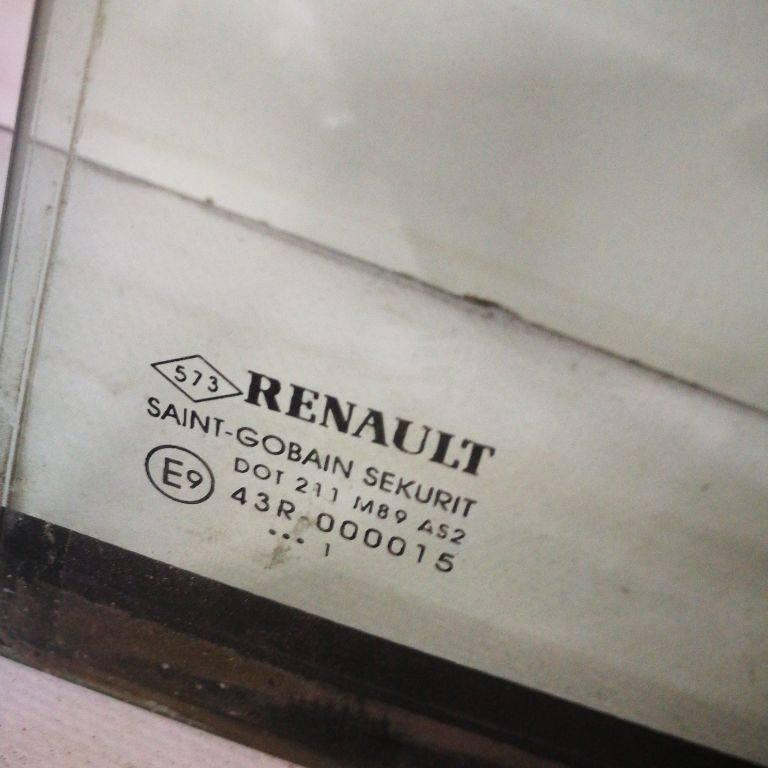 573 RENAULT
SAINT-GOBAIN SEKURIT
DOT 211 M89 AS2
E9 43R-000015
... 1